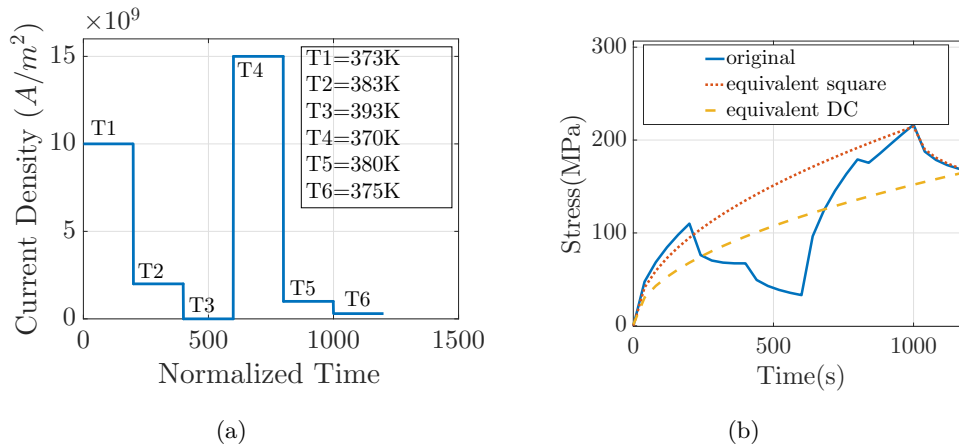 ×10^9
Current Density (A/m^2)
15
10
5
0
T1
T2
T3
T4
T5
T6
T1=373K
T2=383K
T3=393K
T4=370K
T5=380K
T6=375K
0
500
1000
1500
Normalized Time
(a)
Stress(MPa)
300
200
100
0
original
equivalent square
equivalent DC
0
500
1000
Time(s)
(b)